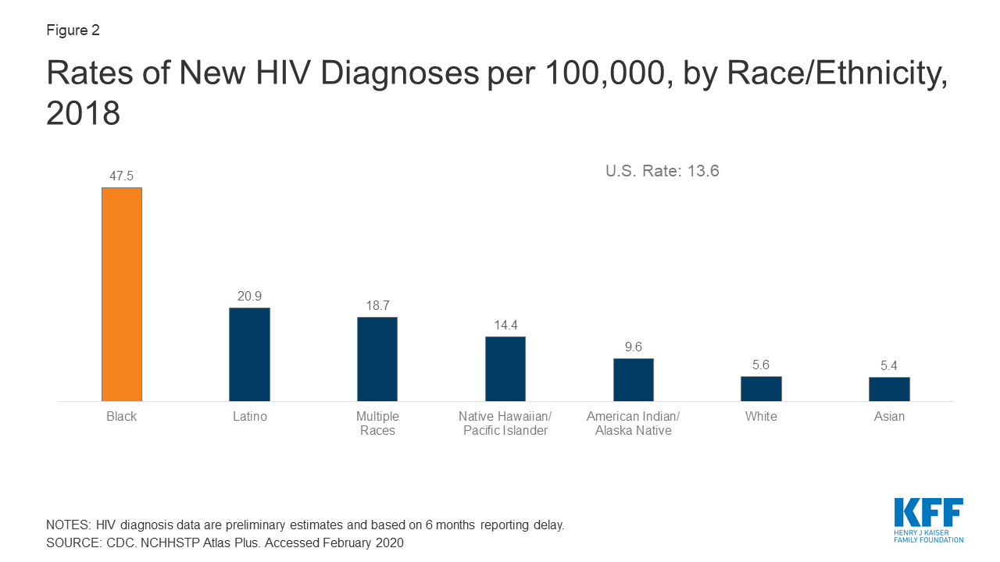 Figure 2
Rates of New HIV Diagnoses per 100,000, by Race/Ethnicity,
2018
U.S. Rate: 13.6
47.5
20.9
18.7
14.4
9.6
5.6
5.4
Black
Latino
Multiple
Races
Native Hawaiian/
Pacific Islander
American Indian/
Alaska Native
White
Asian
NOTES: HIV diagnosis data are preliminary estimates and based on 6 months reporting delay.
SOURCE: CDC. NCHHSTP Atlas Plus. Accessed February 2020
KFF
HENRY J KAISER
FAMILY FOUNDATION